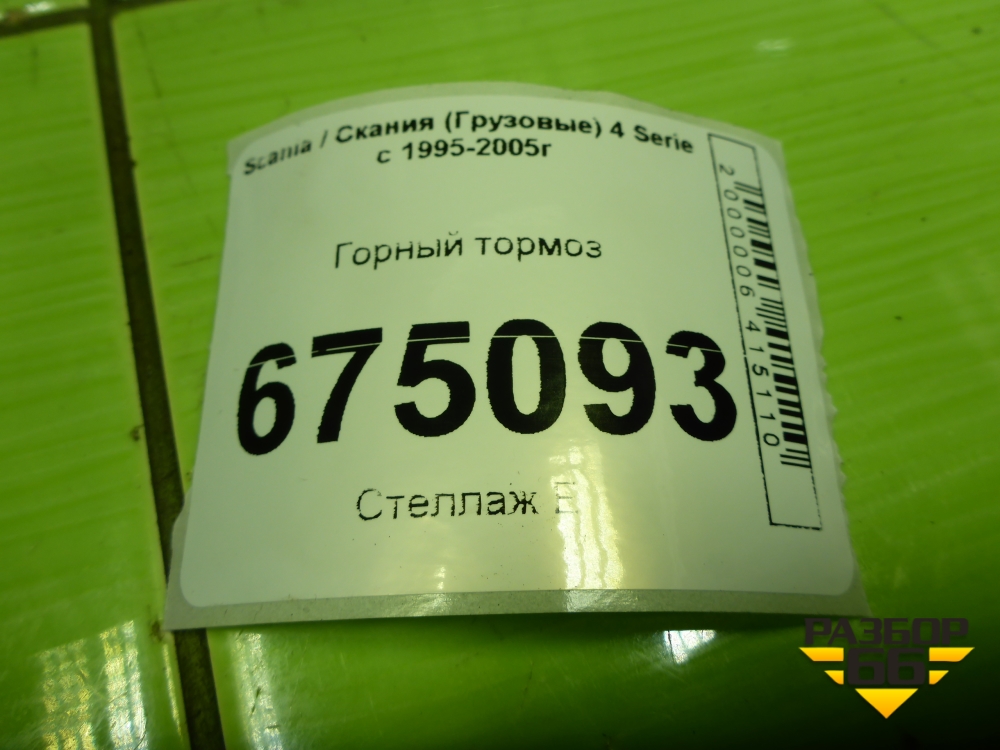 Scania / Скания (Грузовые) 4 Serie
с 1995-2005г
Горный тормоз
675093
Стеллаж Е
2000006415110
РАЗБОР
66